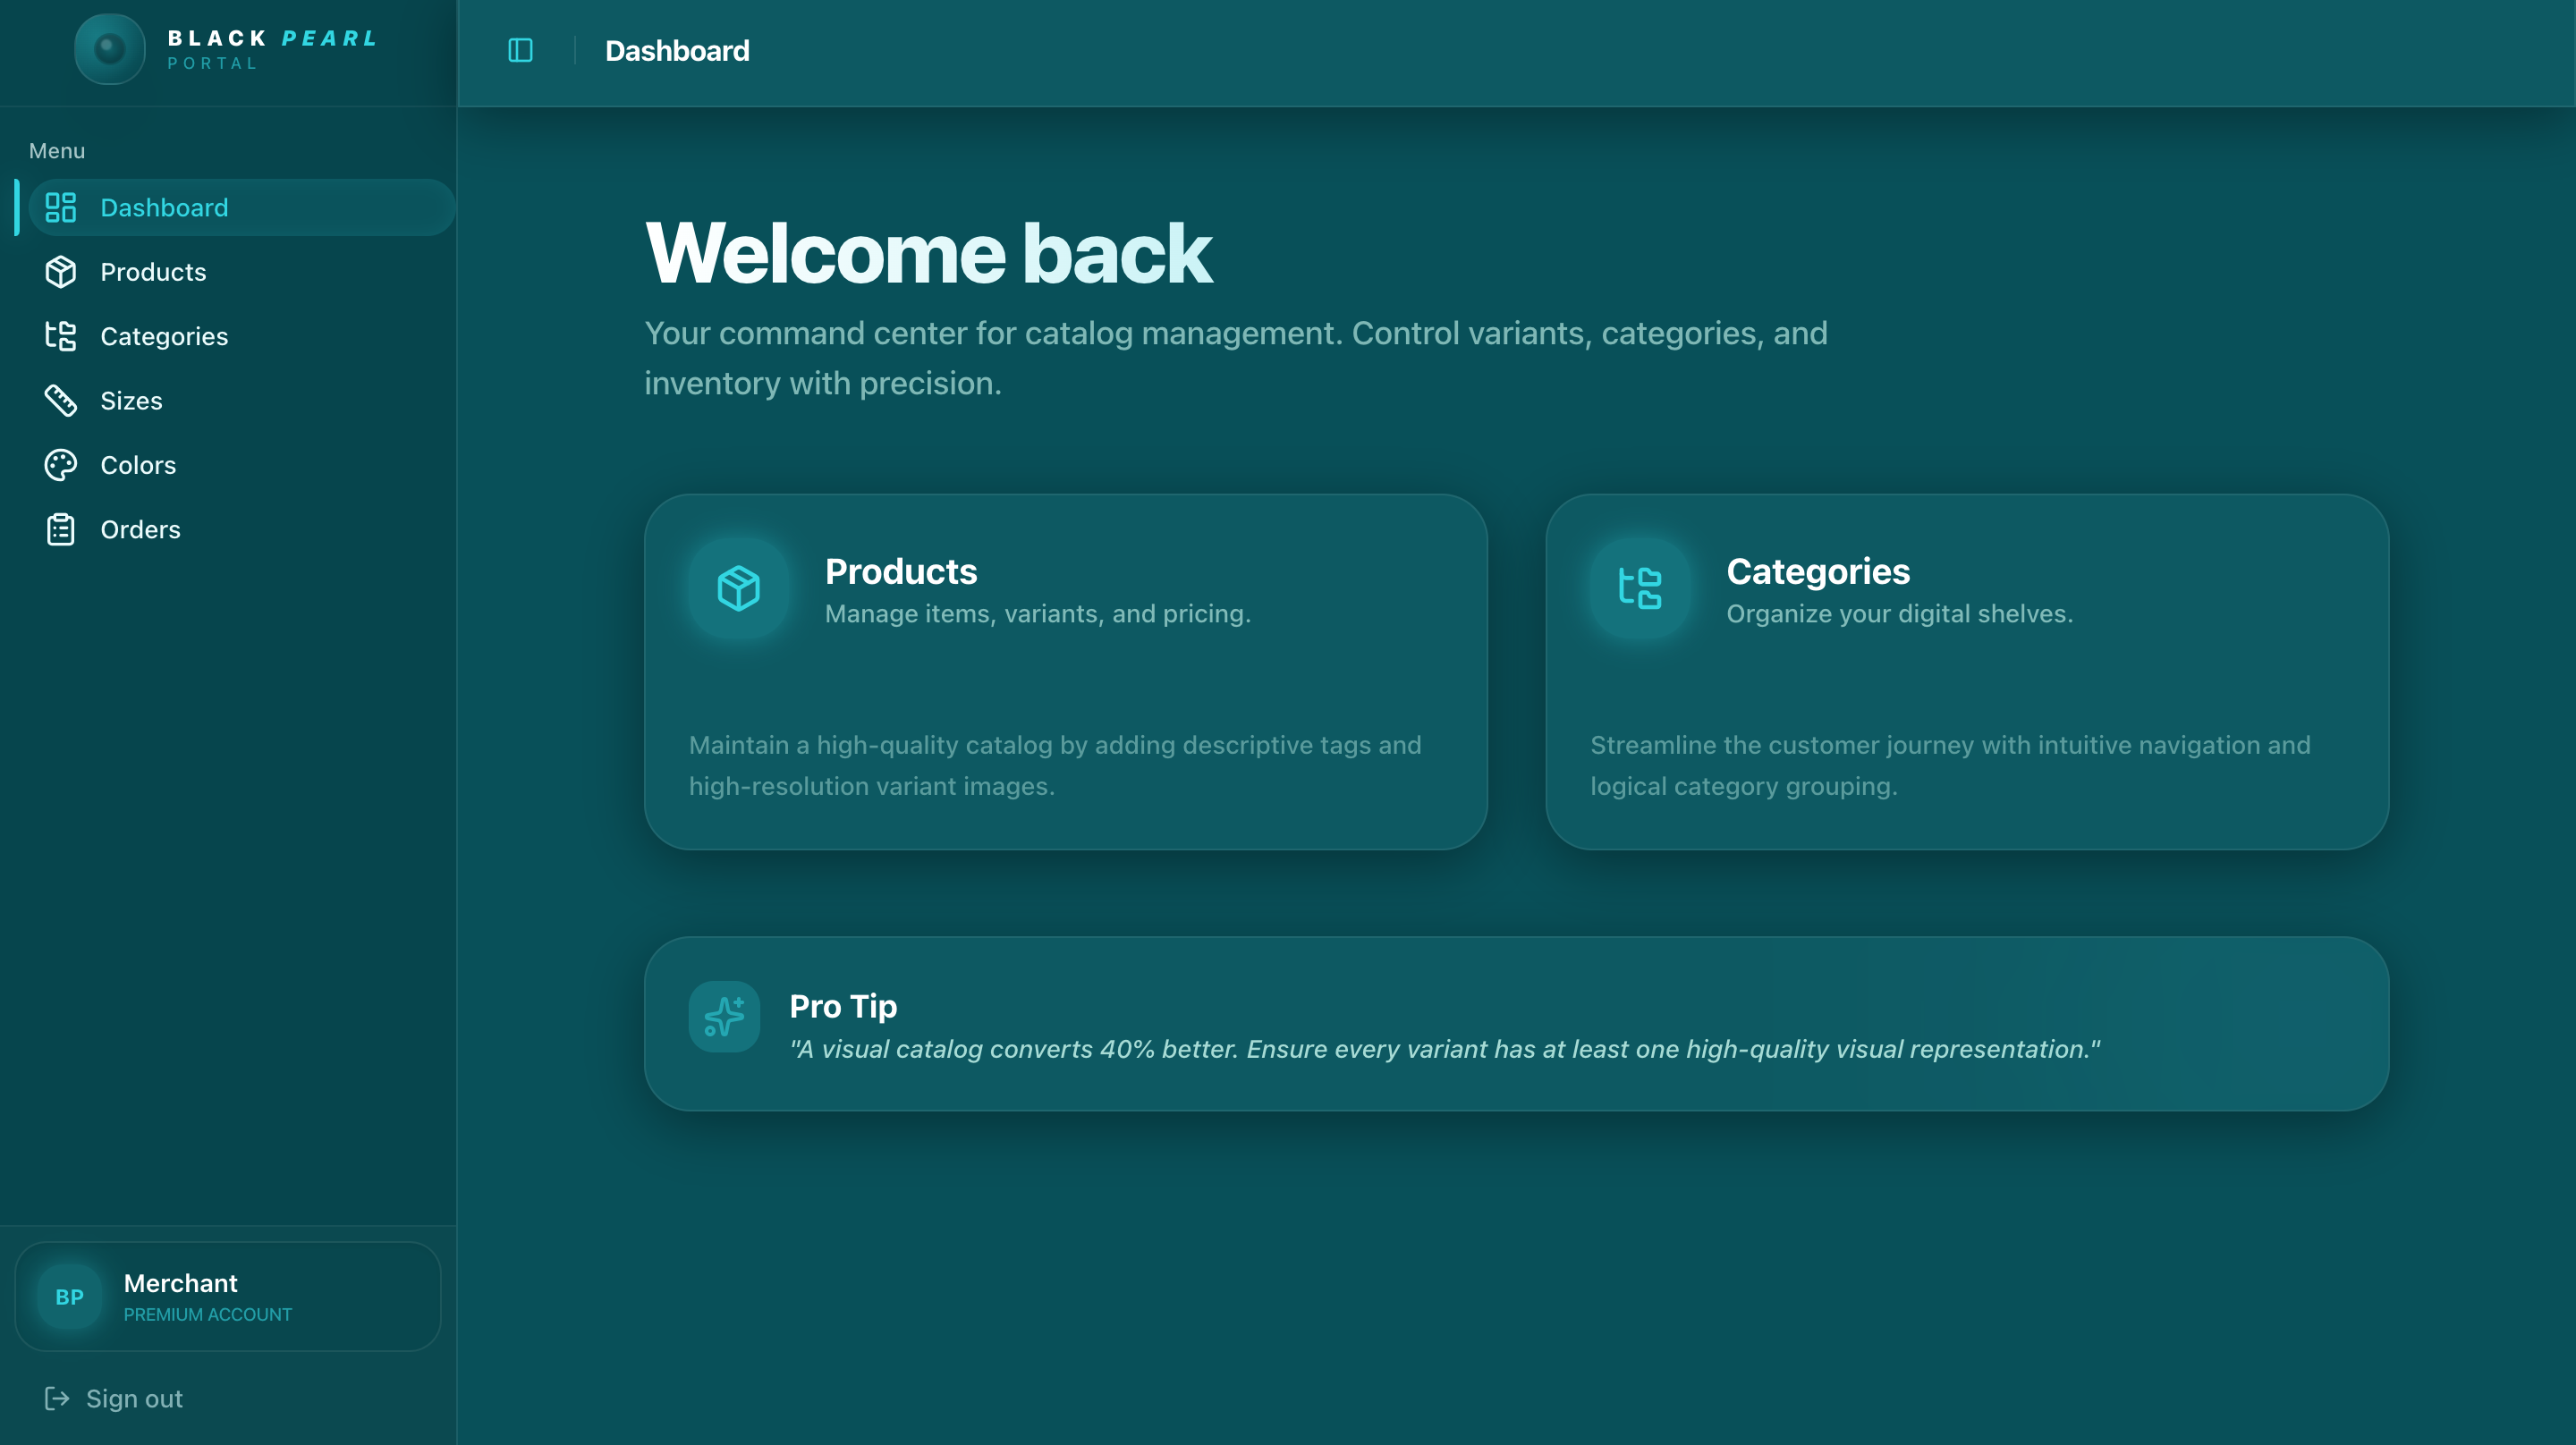 BLACK PEARL
PORTAL
Menu
Dashboard
Products
Categories
Sizes
Colors
Orders
BP
Merchant
PREMIUM ACCOUNT
Sign out
Dashboard
Welcome back
Your command center for catalog management. Control variants, categories, and
inventory with precision.
Products
Manage items, variants, and pricing.
Maintain a high-quality catalog by adding descriptive tags and
high-resolution variant images.
Categories
Organize your digital shelves.
Streamline the customer journey with intuitive navigation and
logical category grouping.
Pro Tip
"A visual catalog converts 40% better. Ensure every variant has at least one high-quality visual representation."